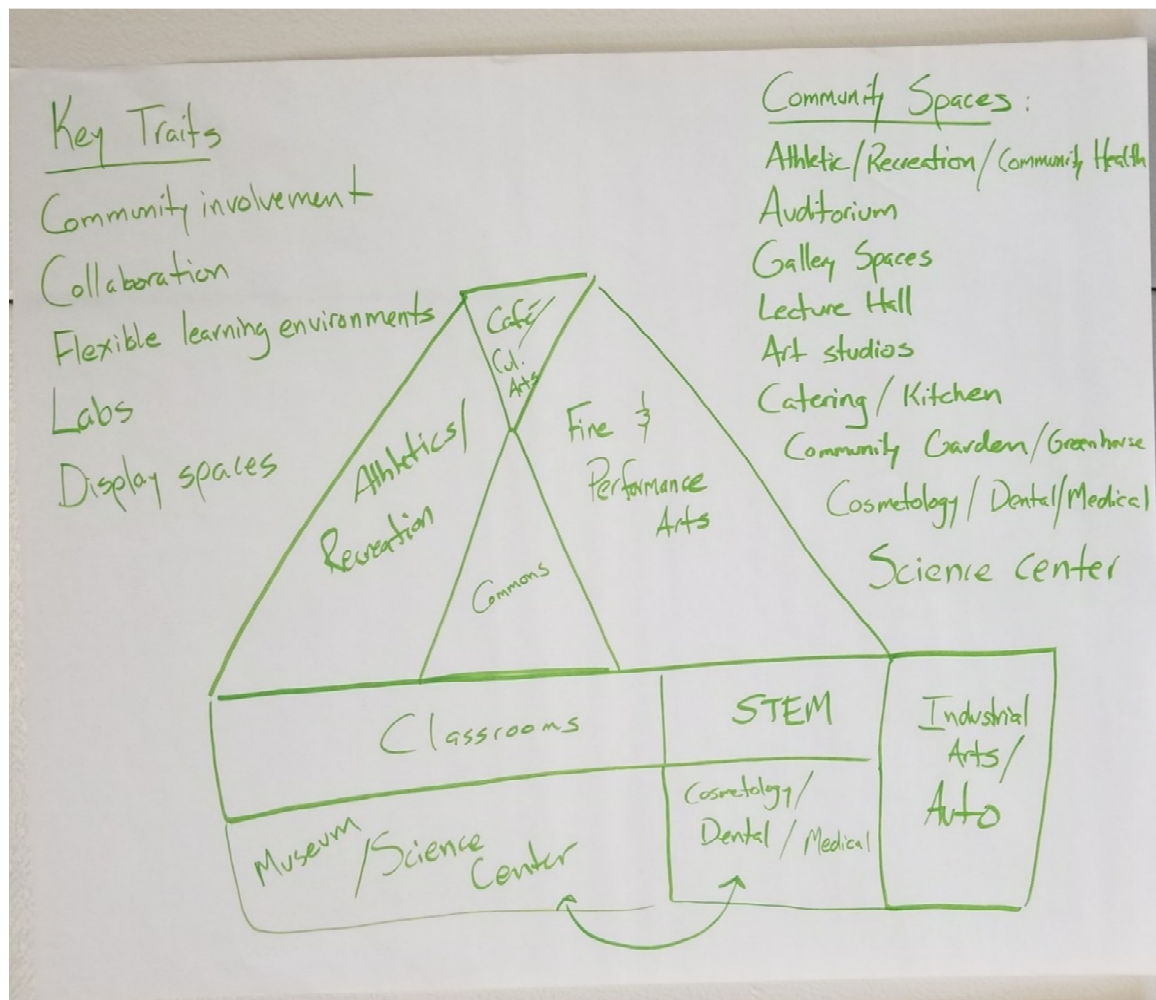 Key Traits
Community involvement
Collaboration
Flexible learning environments
Labs
Display spaces
Community Spaces:
Athletic/Recreation/Community Health
Auditorium
Gallery Spaces
Lecture Hall
Art studios
Catering/Kitchen
Community Garden/Greenhouse
Cosmetology/Dental/Medical
Science center
Café/
Cul.
Arts
Athletics/
Recreation
Fine &
Performance
Arts
Commons
Classrooms
STEM
Industrial
Arts/
Auto
Museum
/Science
Center
Cosmetology/
Dental/Medical